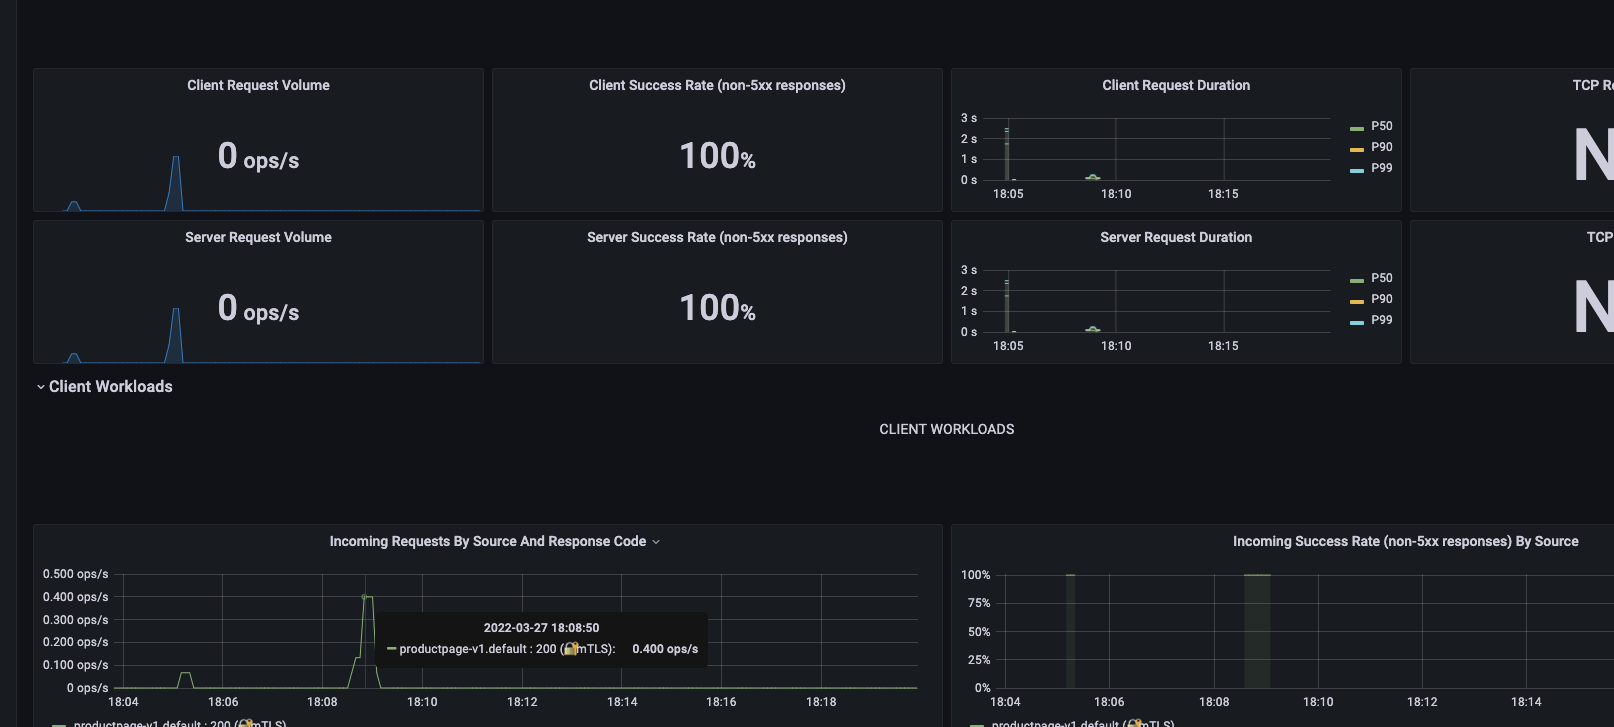 Client Request Volume
0 ops/s
Client Success Rate (non-5xx responses)
100%
Client Request Duration
3 s
2 s
1 s
0 s
18:05
18:10
18:15
P50
P90
P99
TCP
N
Server Request Volume
0 ops/s
Server Success Rate (non-5xx responses)
100%
Server Request Duration
3 s
2 s
1 s
0 s
18:05
18:10
18:15
P50
P90
P99
TCP
N
Client Workloads
CLIENT WORKLOADS
Incoming Requests By Source And Response Code
0.500 ops/s
0.400 ops/s
0.300 ops/s
0.200 ops/s
0.100 ops/s
0 ops/s
18:04
18:06
18:08
18:10
18:12
18:14
18:16
18:18
2022-03-27 18:08:50
productpage-v1.default : 200 (🔐mTLS): 0.400 ops/s
productpage-v1.default : 200 (🔐mTLS)
Incoming Success Rate (non-5xx responses) By Source
100%
75%
50%
25%
0%
18:04
18:06
18:08
18:10
18:12
18:14
productpage-v1.default (🔐mTLS)